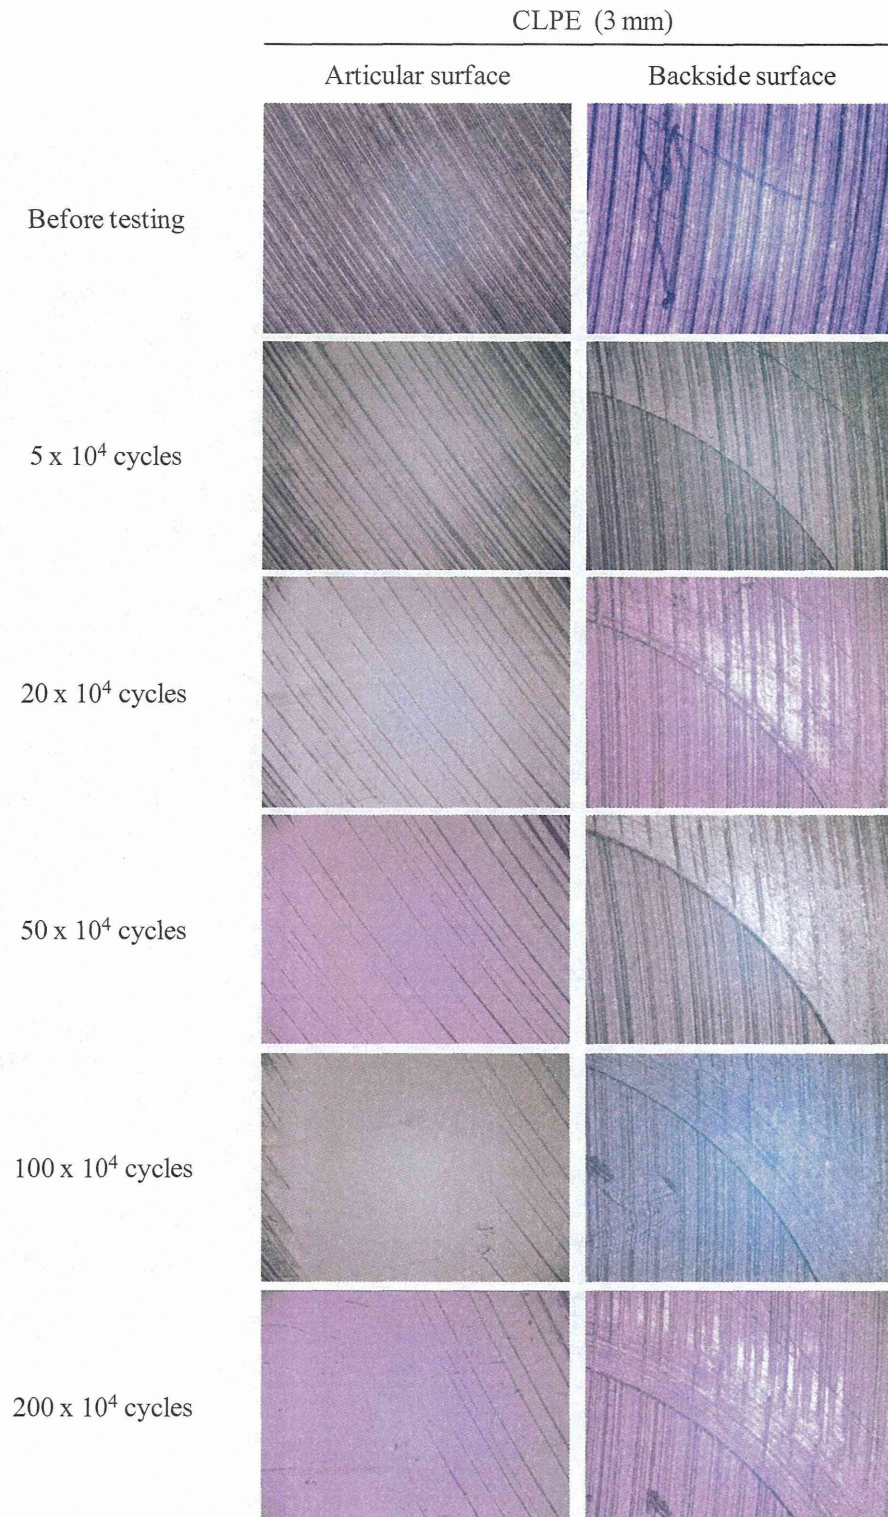 CLPE (3 mm)
Articular surface Backside surface
Before testing
5 x 10⁴ cycles
20 x 10⁴ cycles
50 x 10⁴ cycles
100 x 10⁴ cycles
200 x 10⁴ cycles